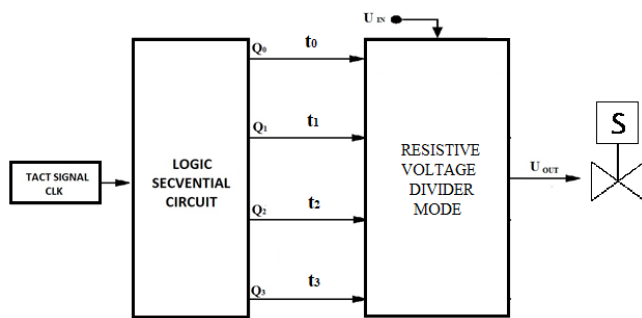 U IN
Q0
t0
Q1
t1
Q2
t2
Q3
t3
TACT SIGNAL
CLK
LOGIC
SECVENTIAL
CIRCUIT
RESISTIVE
VOLTAGE
DIVIDER
MODE
U OUT
S